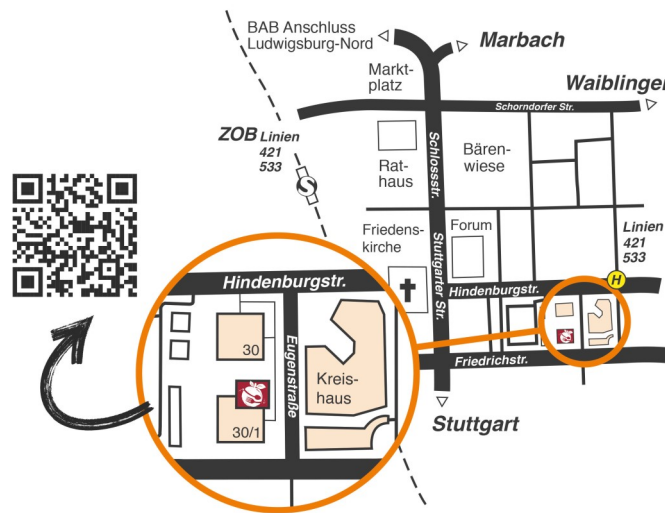 BAB Anschluss
Ludwigsburg-Nord
Marbach
Markt-
platz
Waiblingen
Schorndorfer Str.
ZOB Linien
421
533
S
Rat-
haus
Schlossstr.
Bären-
wiese
Friedens-
kirche
Forum
Stuttgarter Str.
Linien
421
533
H
Hindenburgstr.
Hindenburgstr.
Eugenstraße
30
Kreis-
haus
30/1
Friedrichstr.
Stuttgart